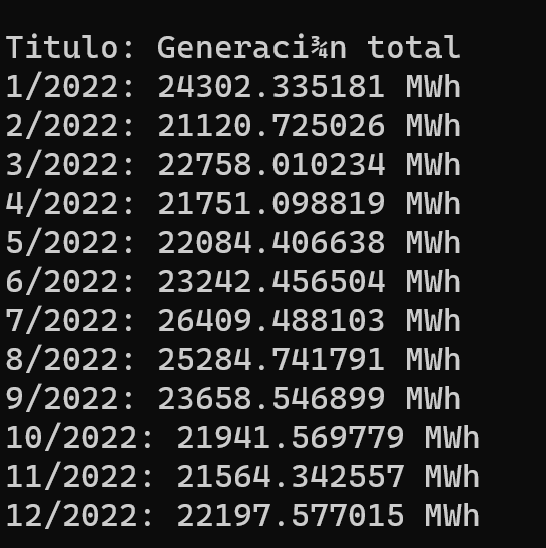 Titulo: Generaci¾n total
1/2022: 24302.335181 MWh
2/2022: 21120.725026 MWh
3/2022: 22758.010234 MWh
4/2022: 21751.098819 MWh
5/2022: 22084.406638 MWh
6/2022: 23242.456504 MWh
7/2022: 26409.488103 MWh
8/2022: 25284.741791 MWh
9/2022: 23658.546899 MWh
10/2022: 21941.569779 MWh
11/2022: 21564.342557 MWh
12/2022: 22197.577015 MWh